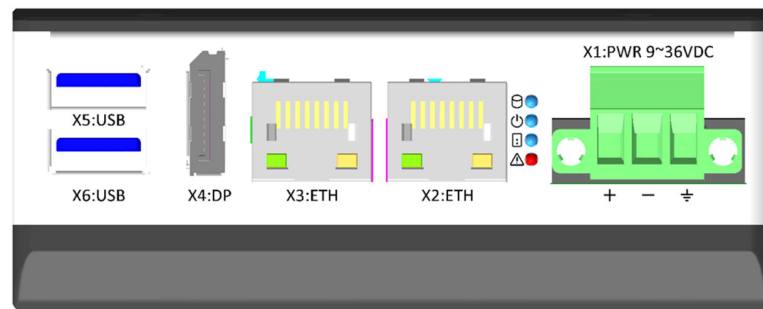 X1:PWR 9~36VDC
X5:USB
X6:USB
X4:DP
X3:ETH
X2:ETH
+ −